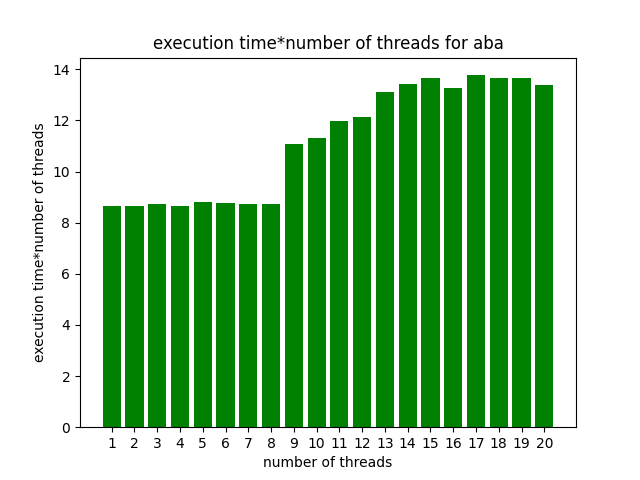 execution time*number of threads for aba
execution time*number of threads
14
12
10
8
6
4
2
0
1 2 3 4 5 6 7 8 9 10 11 12 13 14 15 16 17 18 19 20
number of threads